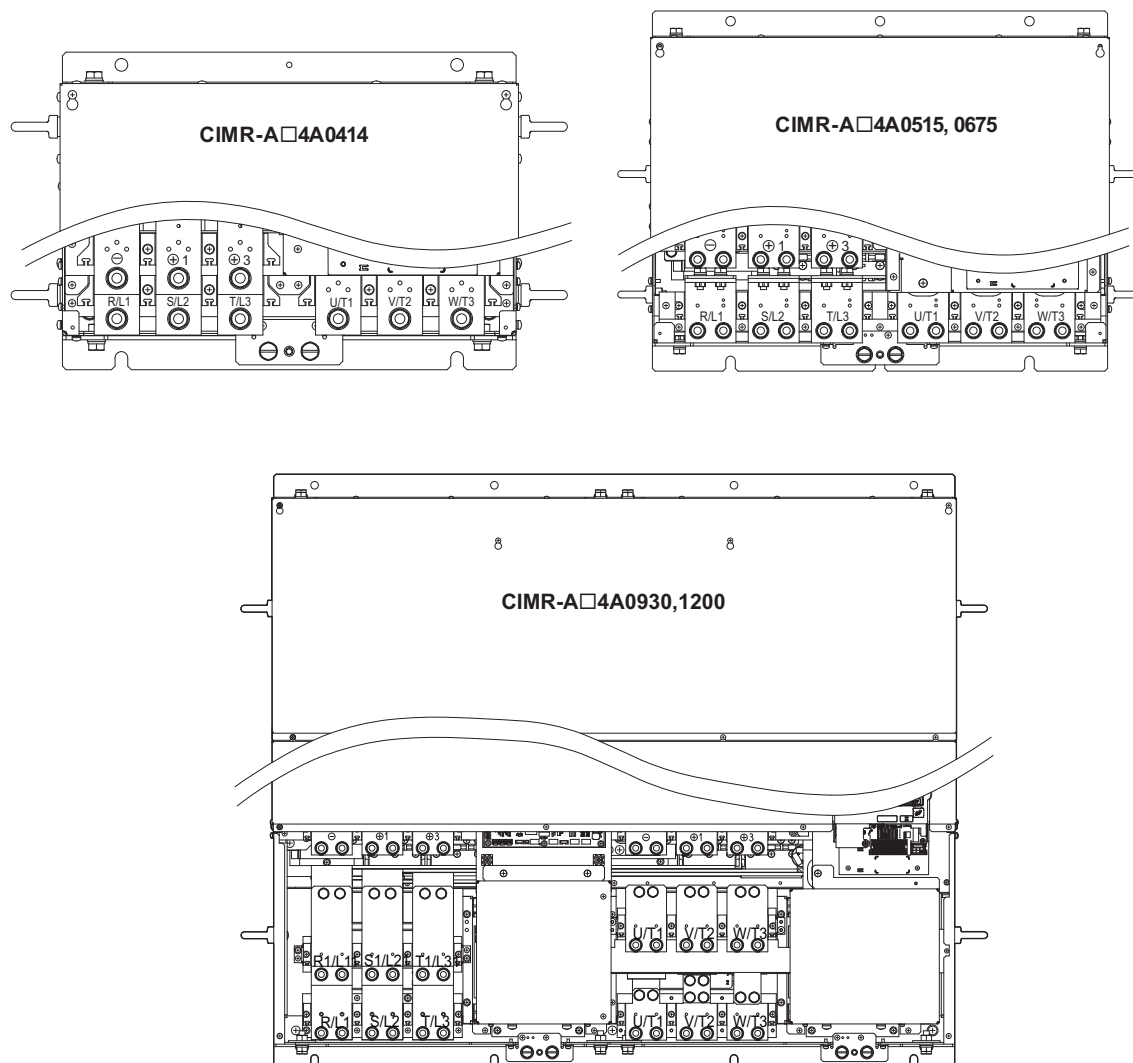 CIMR-A□4A0414
⊖ ⊕1 ⊕3
R/L1 S/L2 T/L3 U/T1 V/T2 W/T3
CIMR-A□4A0515, 0675
⊖ ⊕1 ⊕3
R/L1 S/L2 T/L3 U/T1 V/T2 W/T3
CIMR-A□4A0930,1200
⊖ ⊕1 ⊕3 ⊖ ⊕1 ⊕3
U/T1 V/T2 W/T3
R1/L11 S1/L21 T1/L31
R/L1 S/L2 T/L3 U/T1 V/T2 W/T3